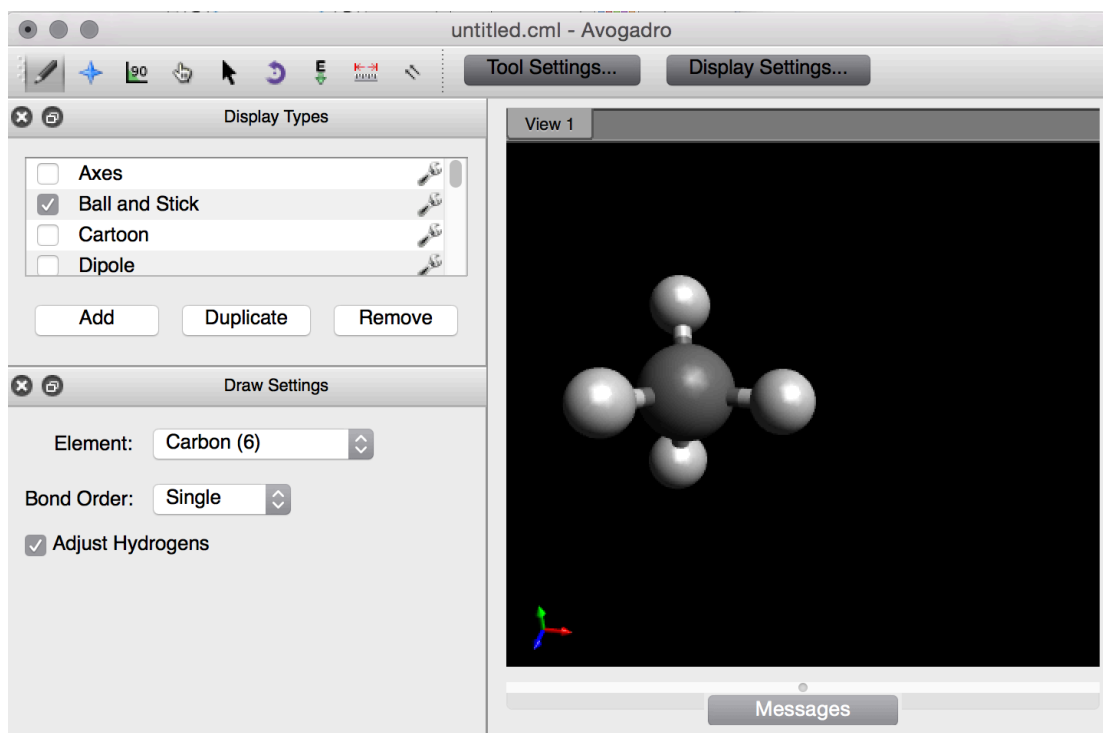 untitled.cml - Avogadro
90
E
Tool Settings...
Display Settings...
Display Types
View 1
Axes
Ball and Stick
Cartoon
Dipole
Add
Duplicate
Remove
Draw Settings
Element:
Carbon (6)
Bond Order:
Single
Adjust Hydrogens
Messages